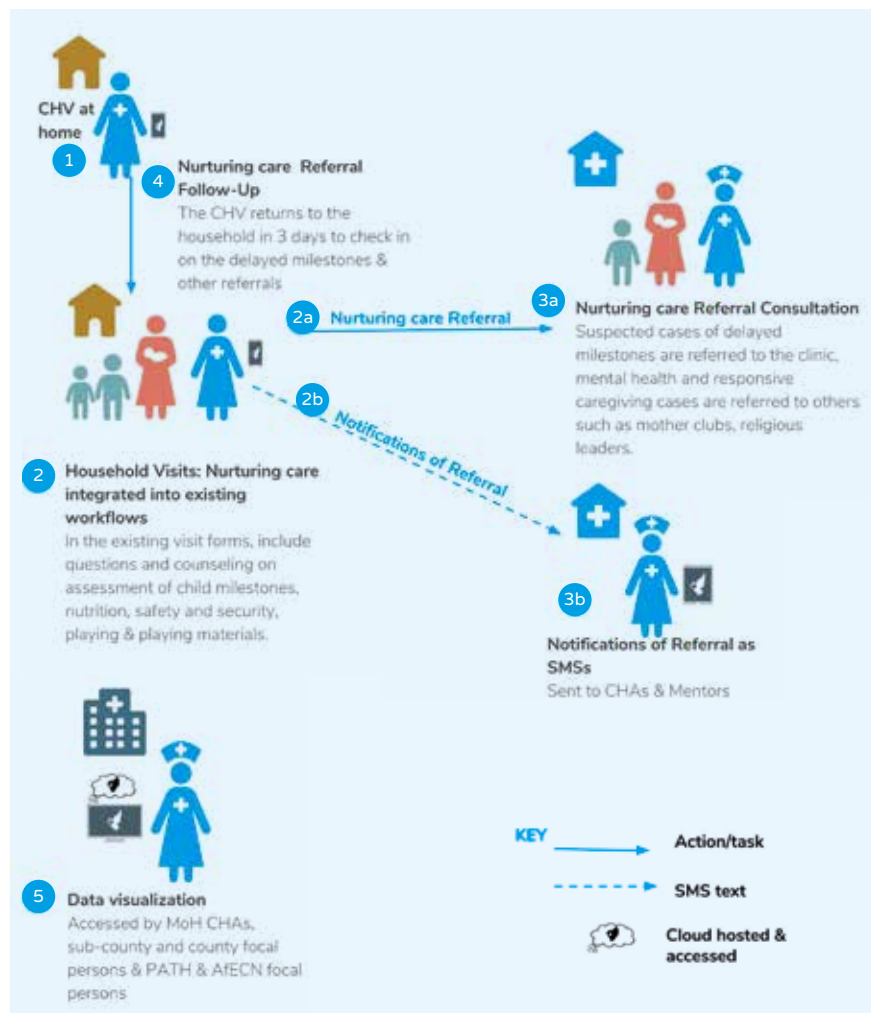 CHV at
home
1
4
Nurturing care Referral
Follow-Up
The CHV returns to the
household in 3 days to check in
on the delayed milestones &
other referrals
2a
Nurturing care Referral
3a
Nurturing care Referral Consultation
Suspected cases of delayed
milestones are referred to the clinic,
mental health and responsive
caregiving cases are referred to others
such as mother clubs, religious
leaders.
2b
Notifications of Referral
2
Household Visits: Nurturing care
integrated into existing
workflows
In the existing visit forms, include
questions and counseling on
assessment of child milestones,
nutrition, safety and security,
playing & playing materials.
3b
Notifications of Referral as
SMSs
Sent to CHAs & Mentors
5
Data visualization
Accessed by MoH CHAs,
sub-county and county focal
persons & PATH & AfECN focal
persons
KEY
Action/task
SMS text
Cloud hosted &
accessed